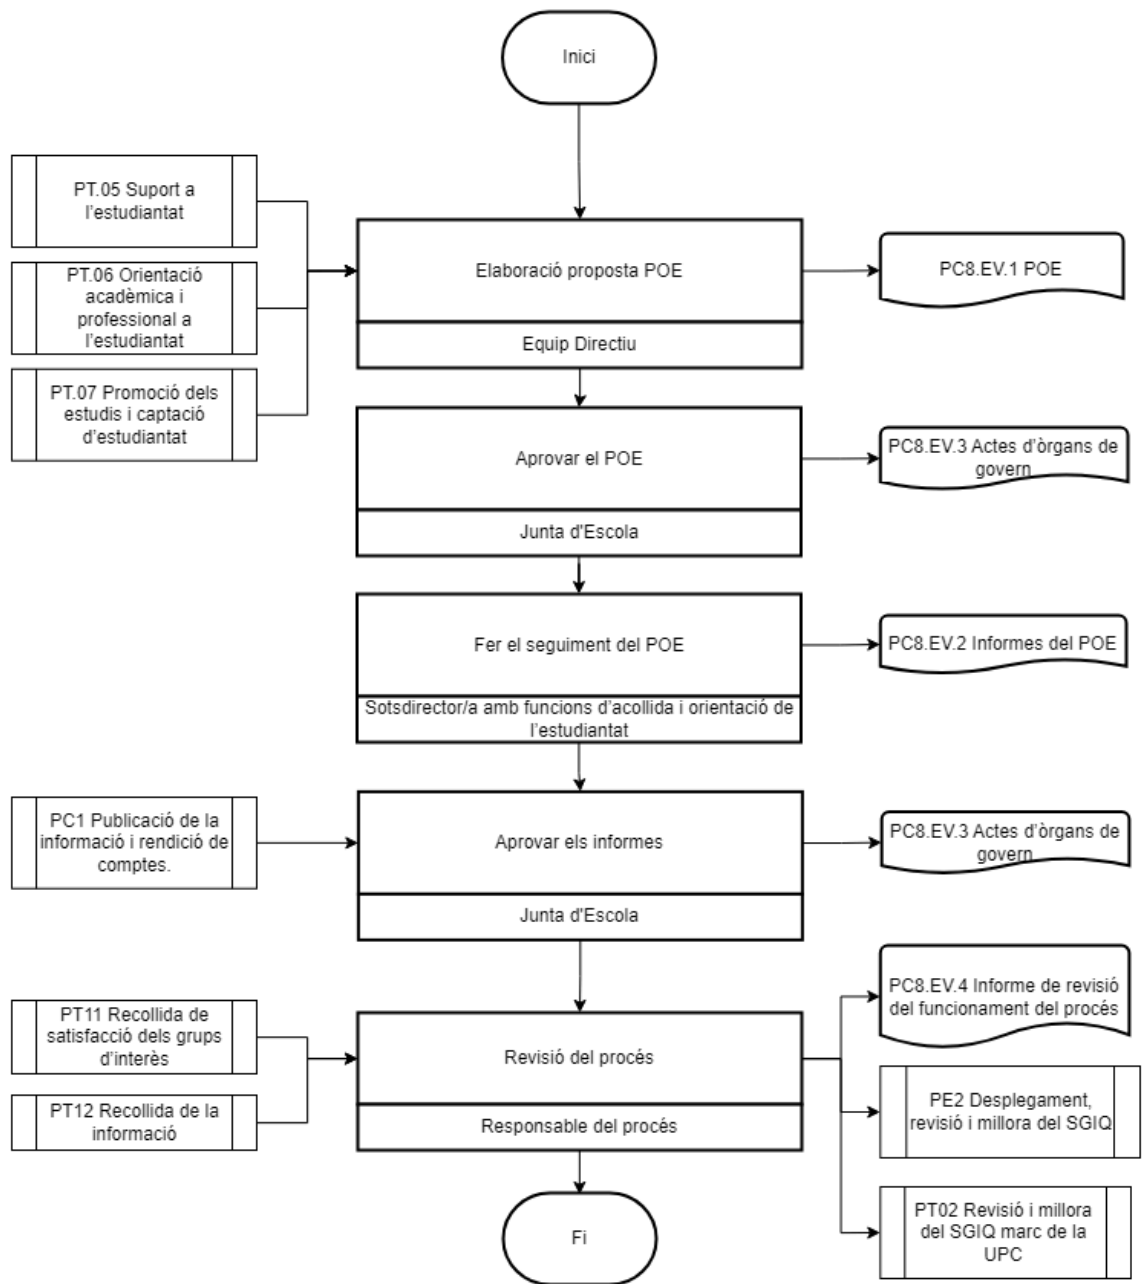 Inici
PT.05 Suport a
l'estudiantat
PT.06 Orientació
acadèmica i
professional a
l'estudiantat
PT.07 Promoció dels
estudis i captació
d'estudiantat
Elaboració proposta POE
Equip Directiu
PC8.EV.1 POE
Aprovar el POE
Junta d'Escola
PC8.EV.3 Actes d'òrgans de
govern
Fer el seguiment del POE
Sotsdirector/a amb funcions d'acollida i orientació de
l'estudiantat
PC8.EV.2 Informes del POE
PC1 Publicació de la
informació i rendició de
comptes.
Aprovar els informes
Junta d'Escola
PC8.EV.3 Actes d'òrgans de
govern
PT11 Recollida de
satisfacció dels grups
d'interès
PT12 Recollida de la
informació
Revisió del procés
Responsable del procés
PC8.EV.4 Informe de revisió
del funcionament del procés
PE2 Desplegament,
revisió i millora del SGIQ
PT02 Revisió i millora
del SGIQ marc de la
UPC
Fi